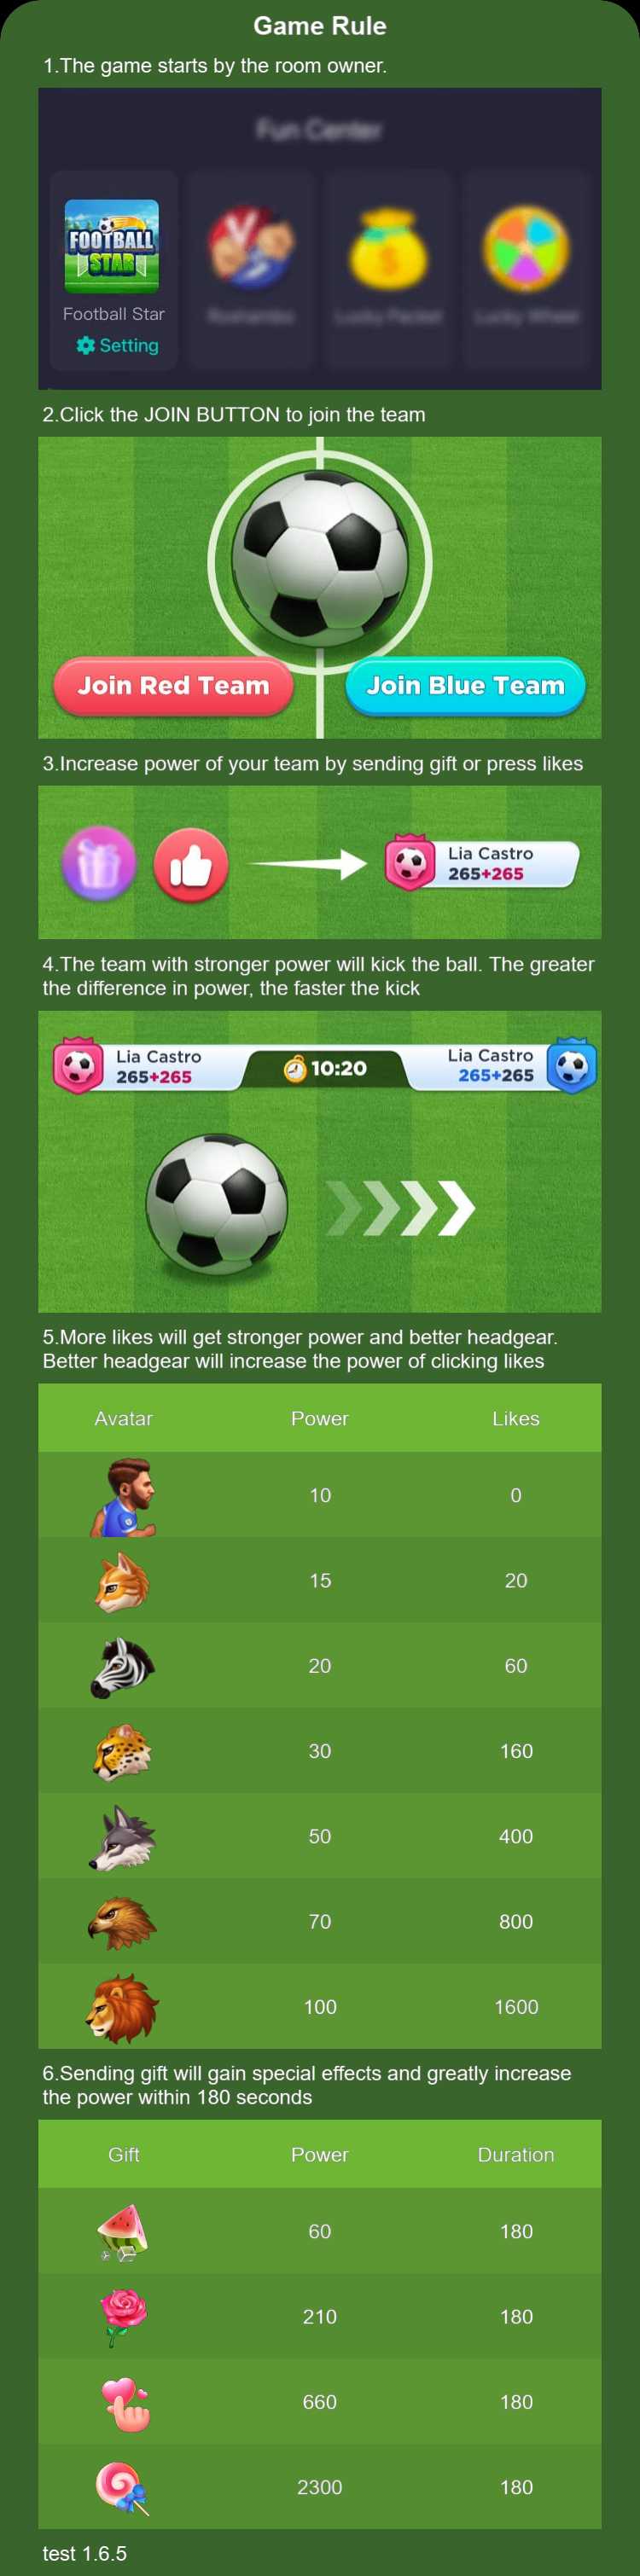 Game Rule
1.The game starts by the room owner.
Fun Center
FOOTBALL
STAR
Football Star
Roshambo
Lucky Packet
Lucky Wheel
Setting
2.Click the JOIN BUTTON to join the team
Join Red Team
Join Blue Team
3.Increase power of your team by sending gift or press likes
Lia Castro
265+265
4.The team with stronger power will kick the ball. The greater
the difference in power, the faster the kick
Lia Castro
265+265
10:20
Lia Castro
265+265
5.More likes will get stronger power and better headgear.
Better headgear will increase the power of clicking likes
Avatar Power Likes
10 0
15 20
20 60
30 160
50 400
70 800
100 1600
6.Sending gift will gain special effects and greatly increase
the power within 180 seconds
Gift Power Duration
60 180
210 180
660 180
2300 180
test 1.6.5